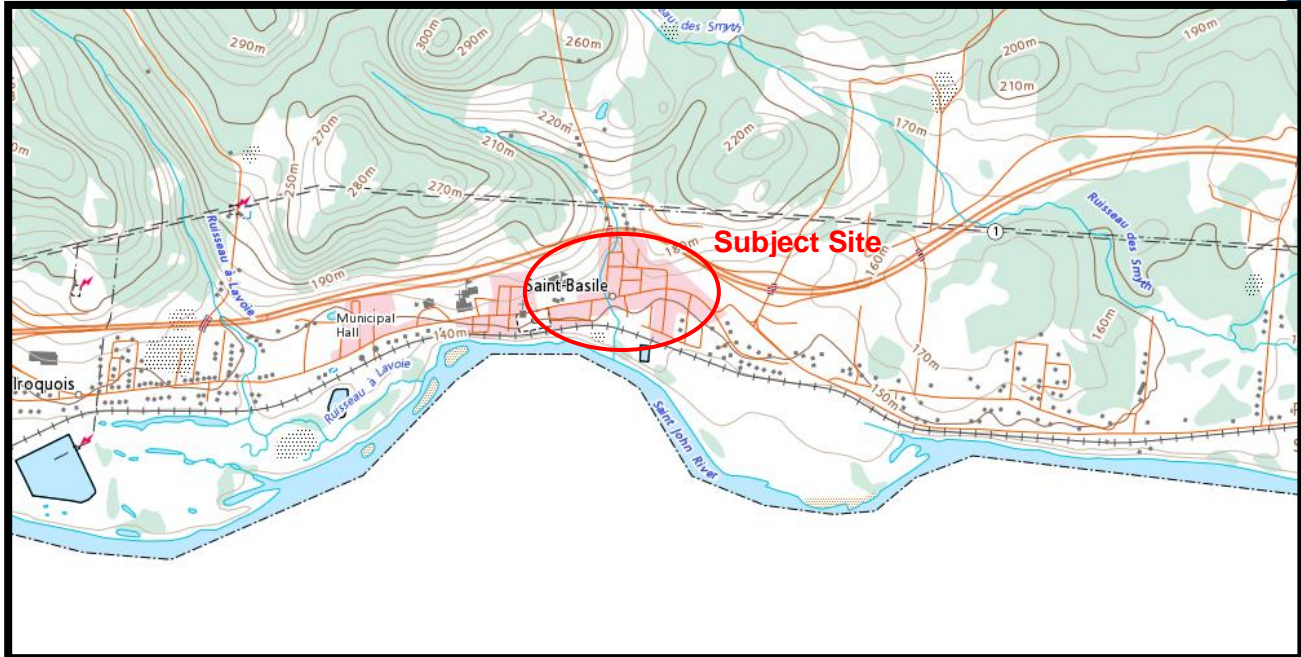 290m
300m
290m
260m
des Smyth
190m
200m
210m
270m
250m
280m
220m
210m
270m
220m
170m
Ruisseau à Lavoie
190m
Subject Site
180m
160m
1
Ruisseau des Smyth
Saint-Basile
Municipal
Hall
140m
160m
170m
150m
Iroquois
Ruisseau à Lavoie
Saint John River